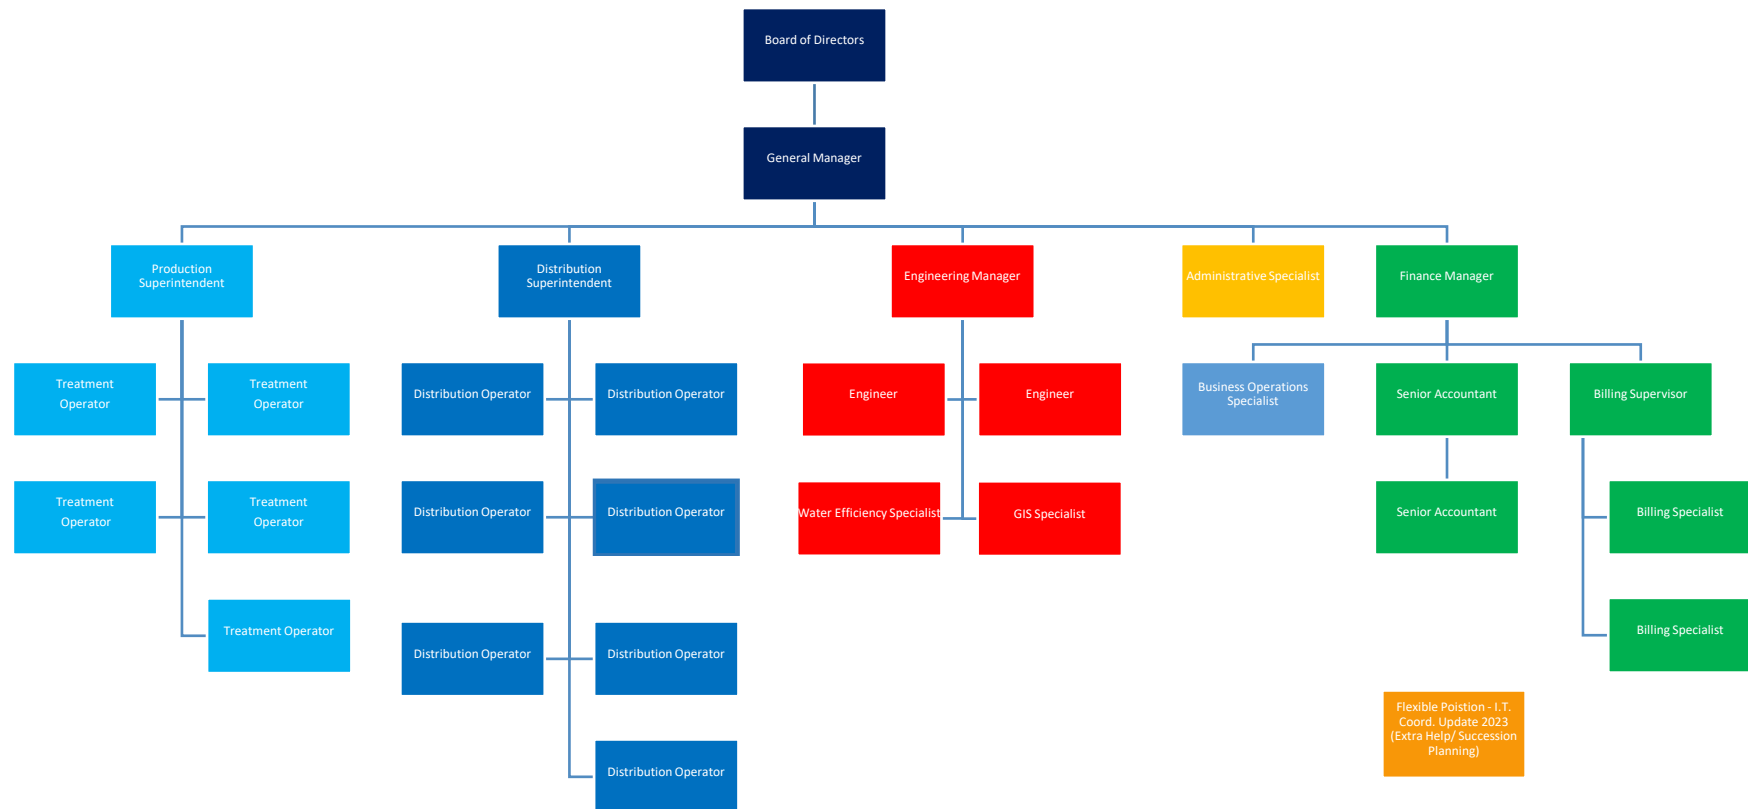 Board of Directors
General Manager
Production
Superintendent
Distribution
Superintendent
Engineering Manager
Administrative Specialist
Finance Manager
Treatment
Operator
Treatment
Operator
Distribution Operator
Distribution Operator
Engineer
Engineer
Business Operations
Specialist
Senior Accountant
Billing Supervisor
Treatment
Operator
Treatment
Operator
Distribution Operator
Distribution Operator
Water Efficiency Specialist
GIS Specialist
Senior Accountant
Billing Specialist
Treatment Operator
Distribution Operator
Distribution Operator
Billing Specialist
Flexible Poistion - I.T.
Coord. Update 2023
(Extra Help/ Succession
Planning)
Distribution Operator